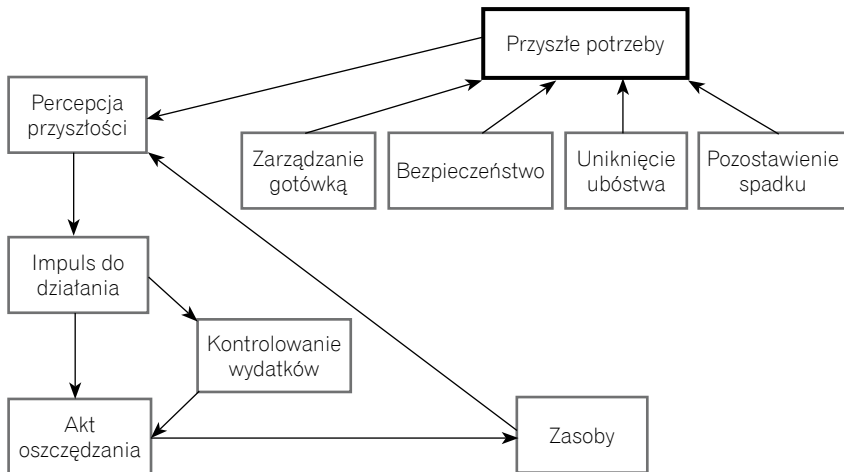 Przyszłe potrzeby
Percepcja
przyszłości
Zarządzanie
gotówką
Bezpieczeństwo
Uniknięcie
ubóstwa
Pozostawienie
spadku
Impuls do
działania
Kontrolowanie
wydatków
Akt
oszczędzania
Zasoby